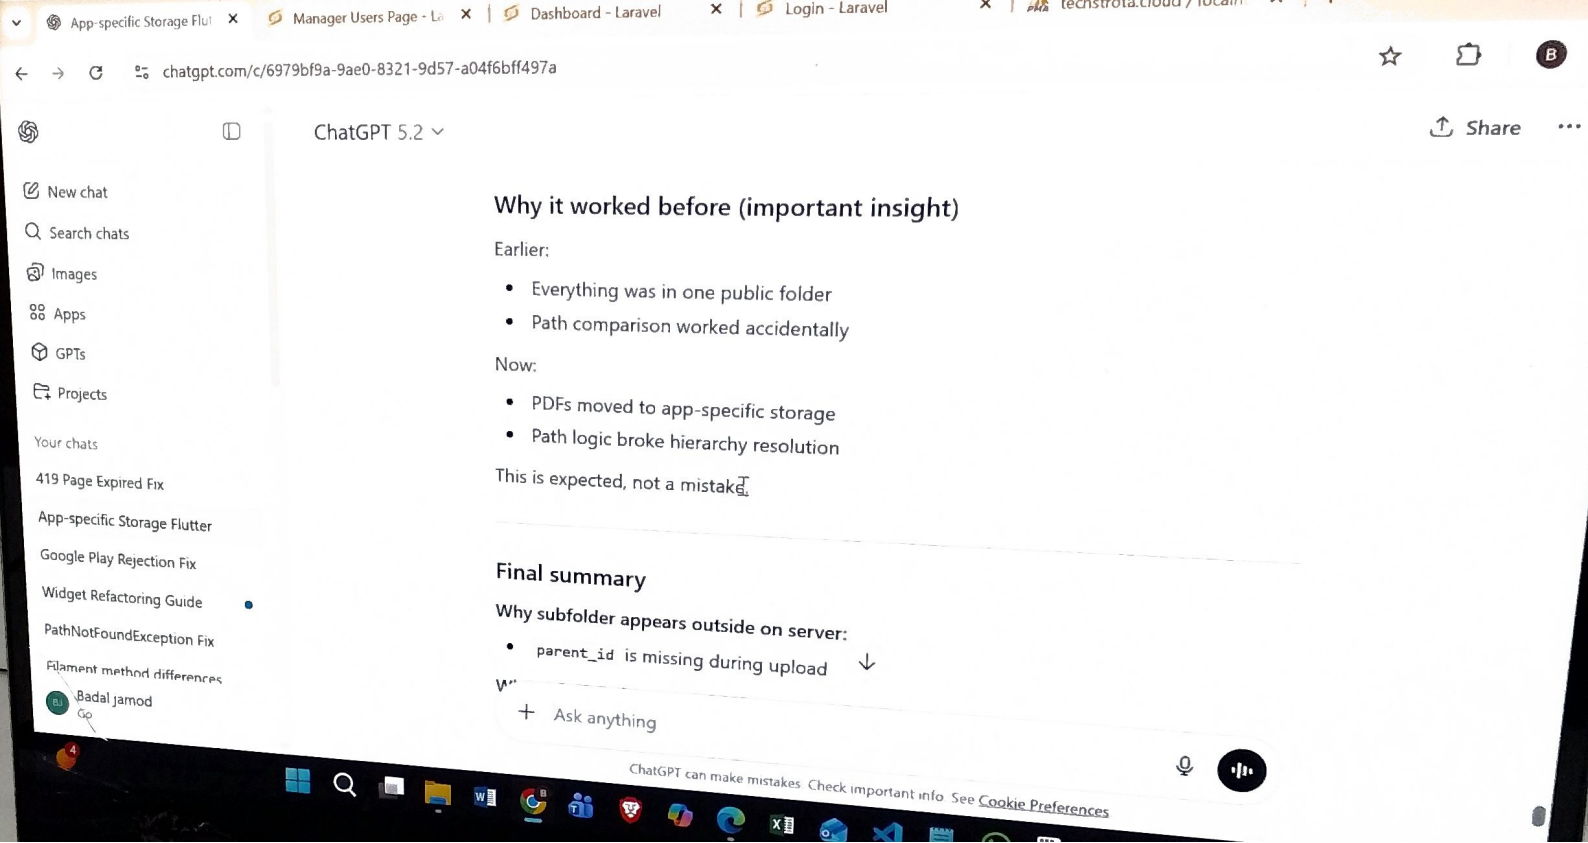 App-specific Storage Flut
Manager Users Page - La
Dashboard - Laravel
Login - Laravel
techstrota.cloud / localh
chatgpt.com/c/6979bf9a-9ae0-8321-9d57-a04f6bff497a
B
ChatGPT 5.2
Share
New chat
Search chats
Images
Apps
GPTs
Projects
Your chats
419 Page Expired Fix
App-specific Storage Flutter
Google Play Rejection Fix
Widget Refactoring Guide
PathNotFoundException Fix
Filament method differences
BJ
Badal jamod
Go
Why it worked before (important insight)
Earlier:
• Everything was in one public folder
• Path comparison worked accidentally
Now:
• PDFs moved to app-specific storage
• Path logic broke hierarchy resolution
This is expected, not a mistake.
Final summary
Why subfolder appears outside on server:
• parent_id is missing during upload
Ask anything
ChatGPT can make mistakes. Check important info. See Cookie Preferences
4